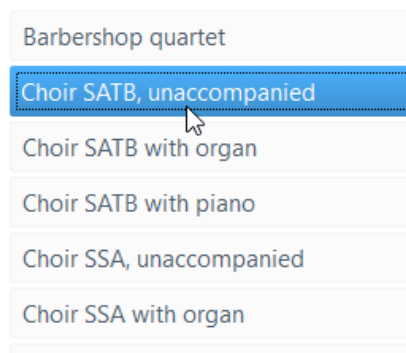 Barbershop quartet
Choir SATB, unaccompanied
Choir SATB with organ
Choir SATB with piano
Choir SSA, unaccompanied
Choir SSA with organ